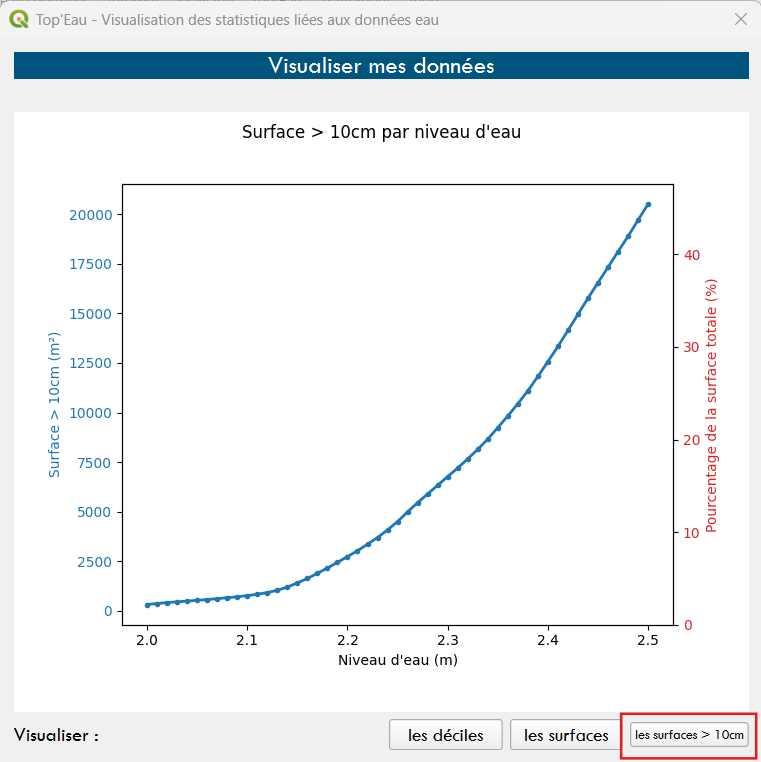 Top'Eau - Visualisation des statistiques liées aux données eau
Visualiser mes données
Surface > 10cm par niveau d'eau
20000
17500
15000
12500
10000
7500
5000
2500
0
Surface > 10cm (m²)
40
30
20
10
0
Pourcentage de la surface totale (%)
2.0 2.1 2.2 2.3 2.4 2.5
Niveau d'eau (m)
Visualiser : les déciles les surfaces les surfaces > 10cm